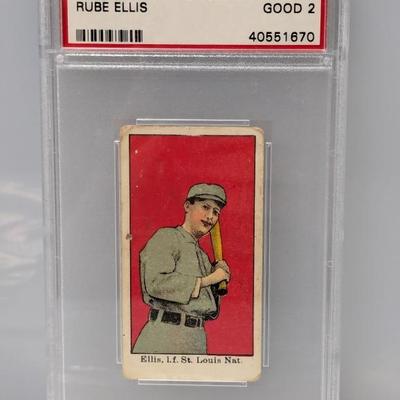 RUBE ELLIS GOOD 2
40551670
Ellis, l.f. St. Louis Nat.